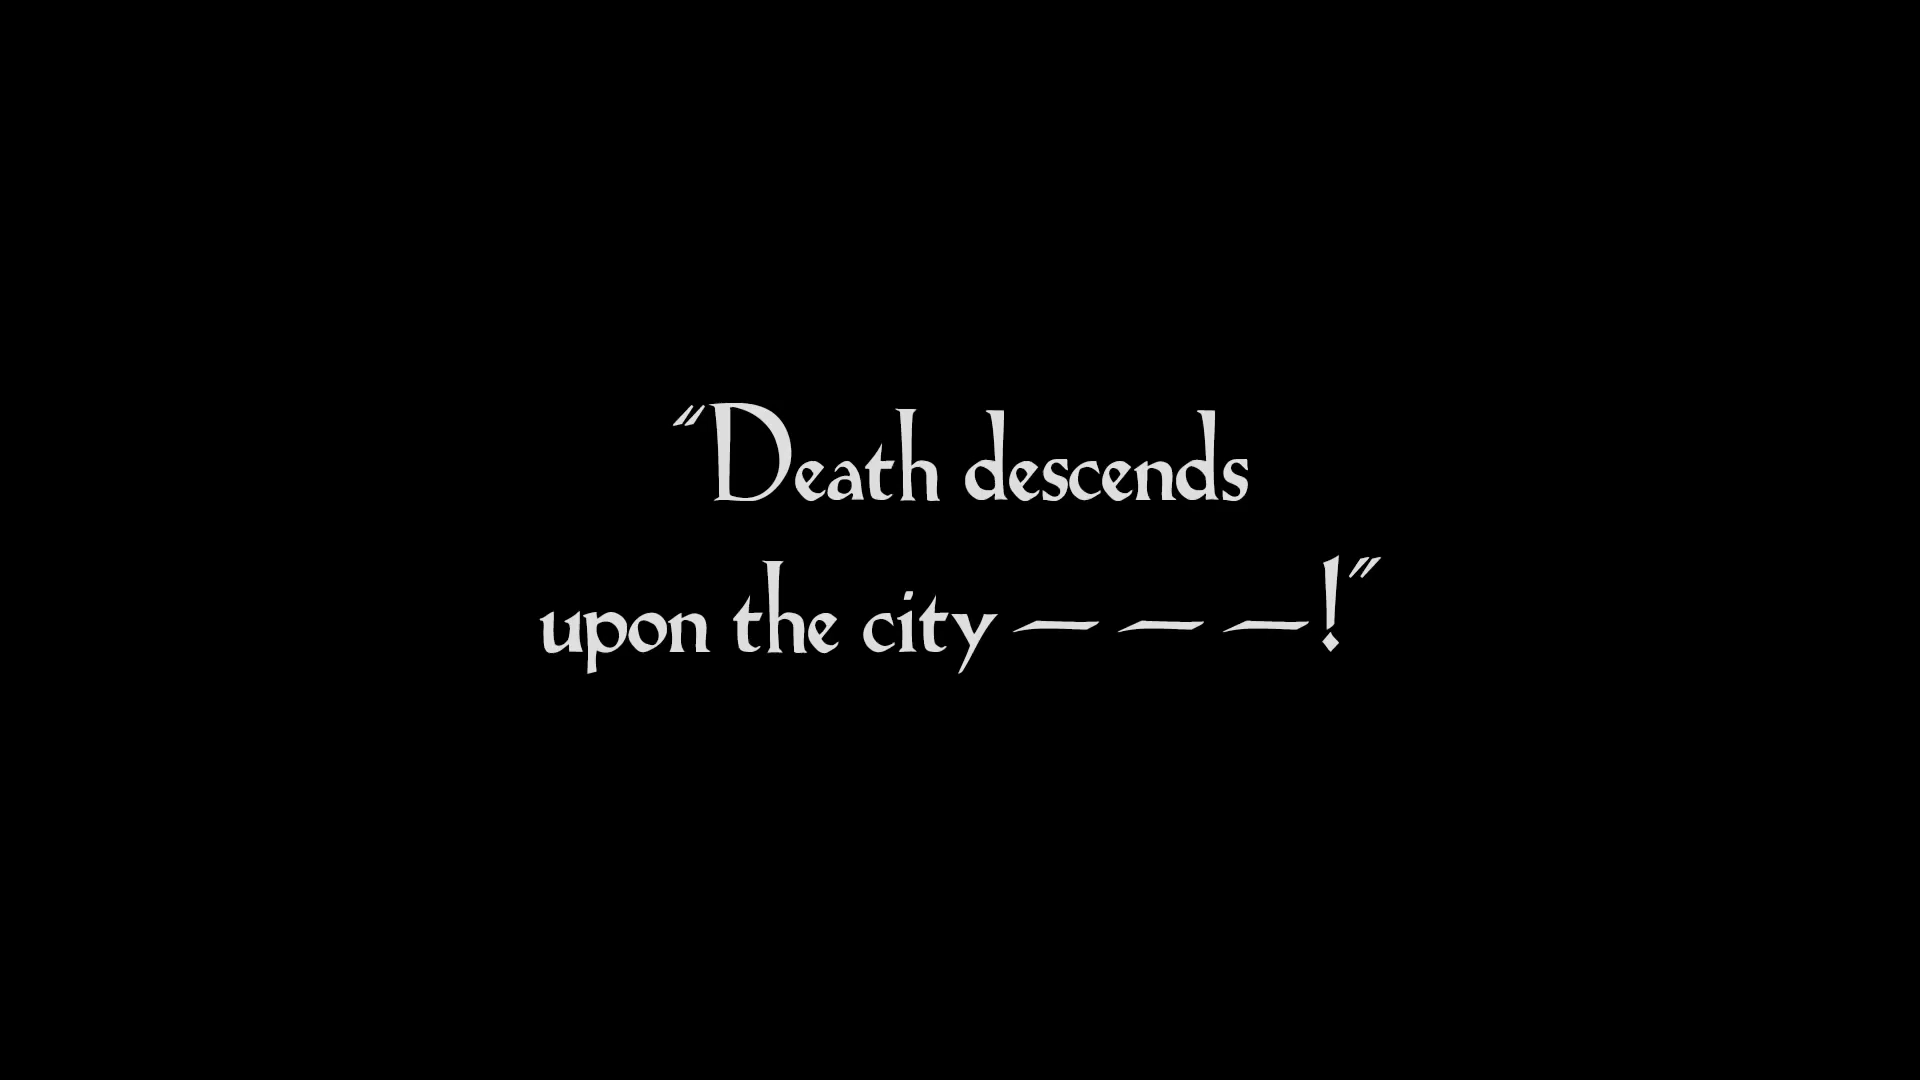 “Death descends
upon the city — — —!”